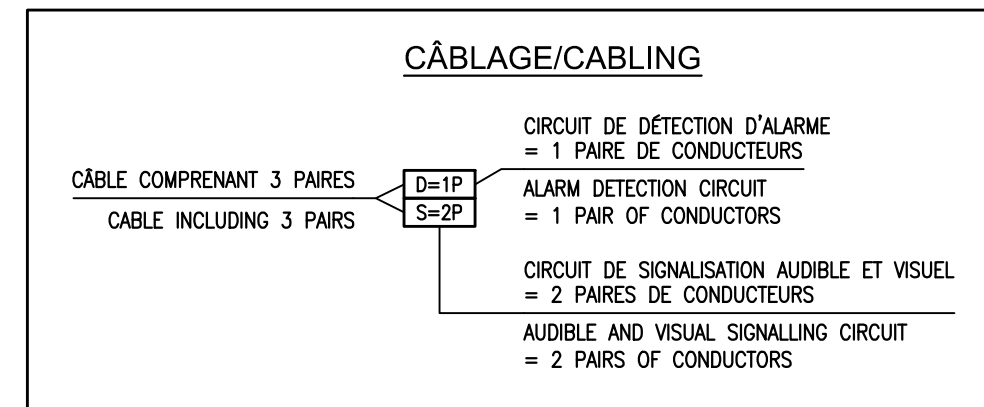 CÂBLAGE/CABLING
CÂBLE COMPRENANT 3 PAIRES
CABLE INCLUDING 3 PAIRS
D=1P
S=2P
CIRCUIT DE DÉTECTION D'ALARME
= 1 PAIRE DE CONDUCTEURS
ALARM DETECTION CIRCUIT
= 1 PAIR OF CONDUCTORS
CIRCUIT DE SIGNALISATION AUDIBLE ET VISUEL
= 2 PAIRES DE CONDUCTEURS
AUDIBLE AND VISUAL SIGNALLING CIRCUIT
= 2 PAIRS OF CONDUCTORS